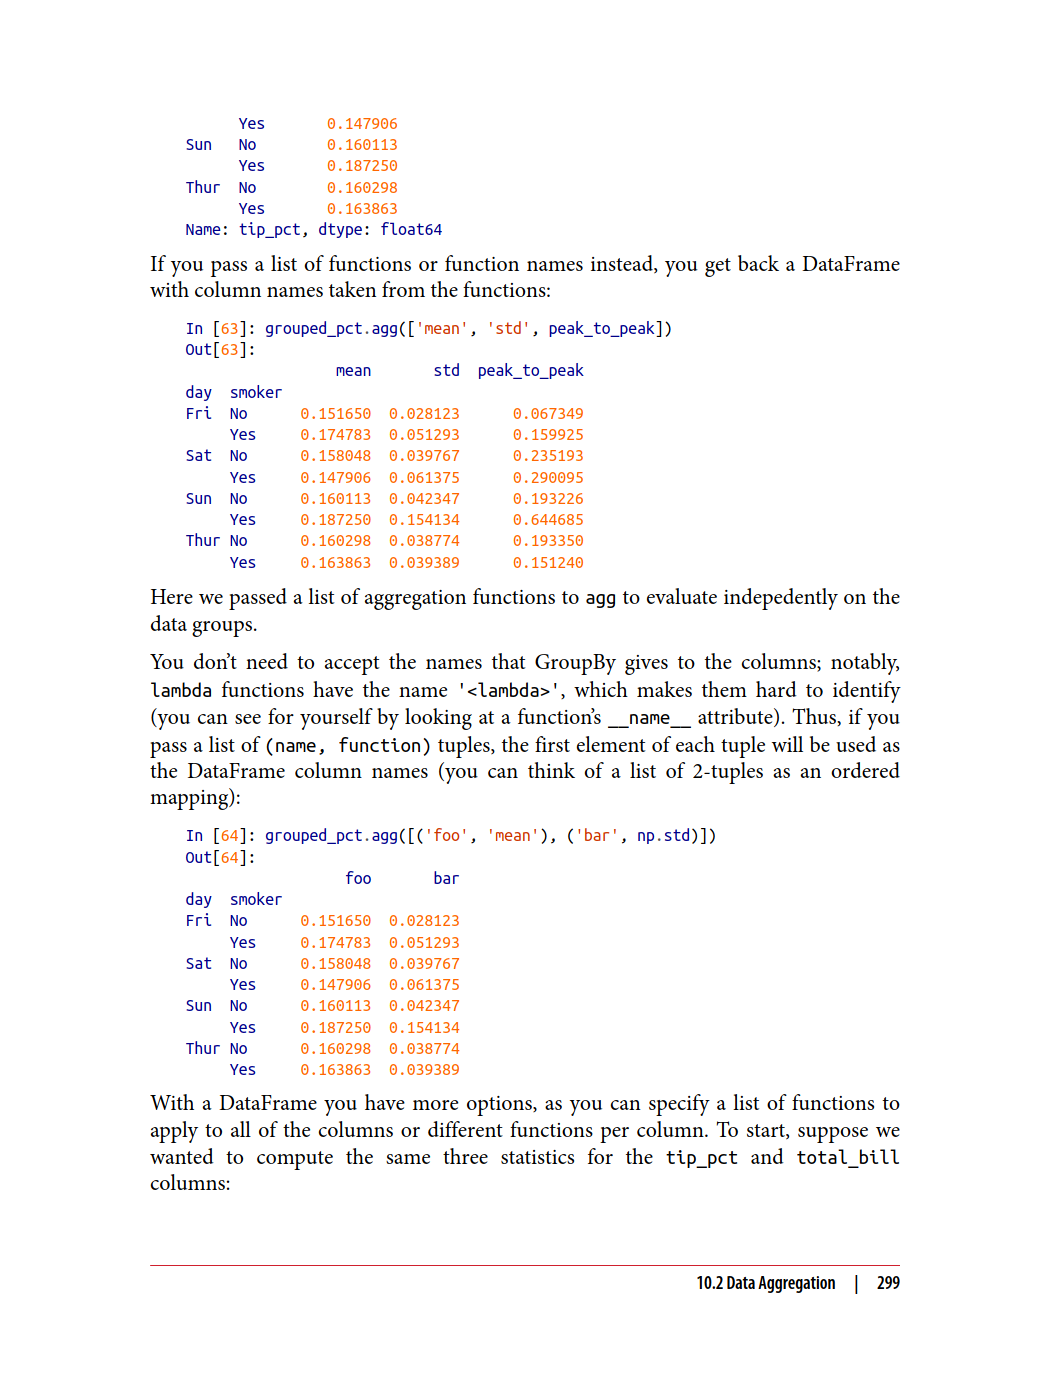 Yes 0.147906
Sun No 0.160113
Yes 0.187250
Thur No 0.160298
Yes 0.163863
Name: tip_pct, dtype: float64
If you pass a list of functions or function names instead, you get back a DataFrame
with column names taken from the functions:
In [63]: grouped_pct.agg(['mean', 'std', peak_to_peak])
Out[63]:
mean std peak_to_peak
day smoker
Fri No 0.151650 0.028123 0.067349
Yes 0.174783 0.051293 0.159925
Sat No 0.158048 0.039767 0.235193
Yes 0.147906 0.061375 0.290095
Sun No 0.160113 0.042347 0.193226
Yes 0.187250 0.154134 0.644685
Thur No 0.160298 0.038774 0.193350
Yes 0.163863 0.039389 0.151240
Here we passed a list of aggregation functions to agg to evaluate indepedently on the
data groups.
You don’t need to accept the names that GroupBy gives to the columns; notably,
lambda functions have the name '<lambda>', which makes them hard to identify
(you can see for yourself by looking at a function’s __name__ attribute). Thus, if you
pass a list of (name, function) tuples, the first element of each tuple will be used as
the DataFrame column names (you can think of a list of 2-tuples as an ordered
mapping):
In [64]: grouped_pct.agg([('foo', 'mean'), ('bar', np.std)])
Out[64]:
foo bar
day smoker
Fri No 0.151650 0.028123
Yes 0.174783 0.051293
Sat No 0.158048 0.039767
Yes 0.147906 0.061375
Sun No 0.160113 0.042347
Yes 0.187250 0.154134
Thur No 0.160298 0.038774
Yes 0.163863 0.039389
With a DataFrame you have more options, as you can specify a list of functions to
apply to all of the columns or different functions per column. To start, suppose we
wanted to compute the same three statistics for the tip_pct and total_bill
columns:
10.2 Data Aggregation | 299